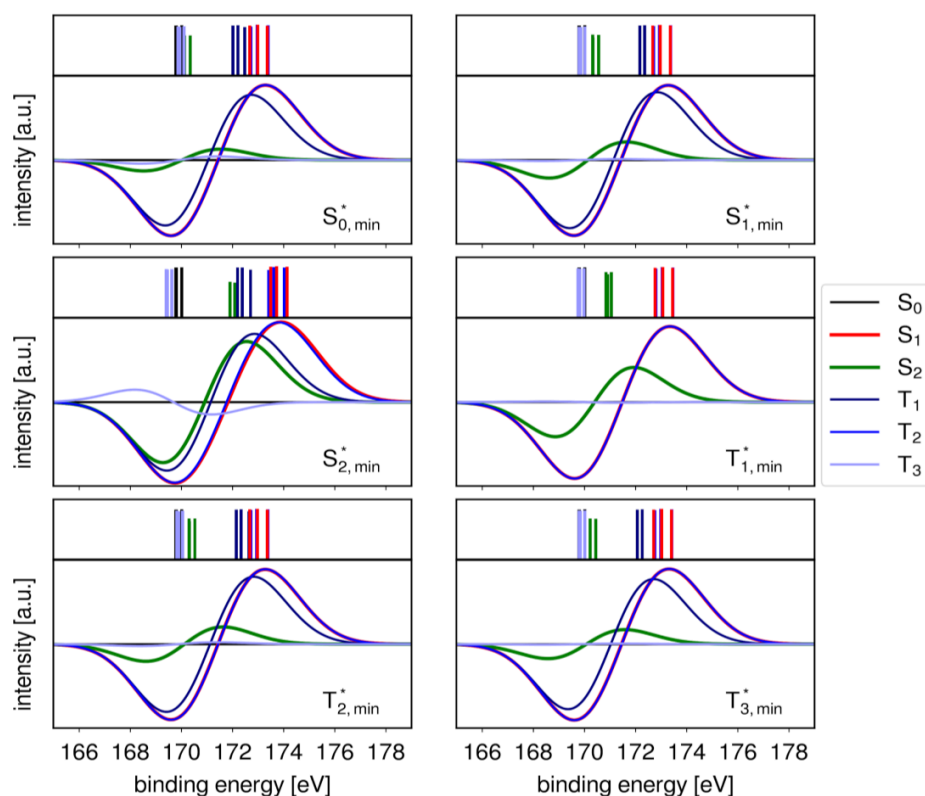 intensity [a.u.]
S*0,min
S*1,min
intensity [a.u.]
S*2,min
T*1,min
S0
S1
S2
T1
T2
T3
intensity [a.u.]
T*2,min
T*3,min
166 168 170 172 174 176 178
166 168 170 172 174 176 178
binding energy [eV]
binding energy [eV]